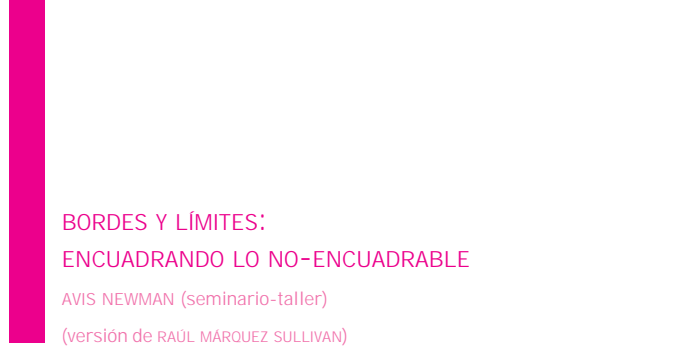 BORDES Y LÍMITES:
ENCUADRANDO LO NO-ENCUADRABLE
AVIS NEWMAN (seminario-taller)
(versión de RAÚL MÁRQUEZ SULLIVAN)